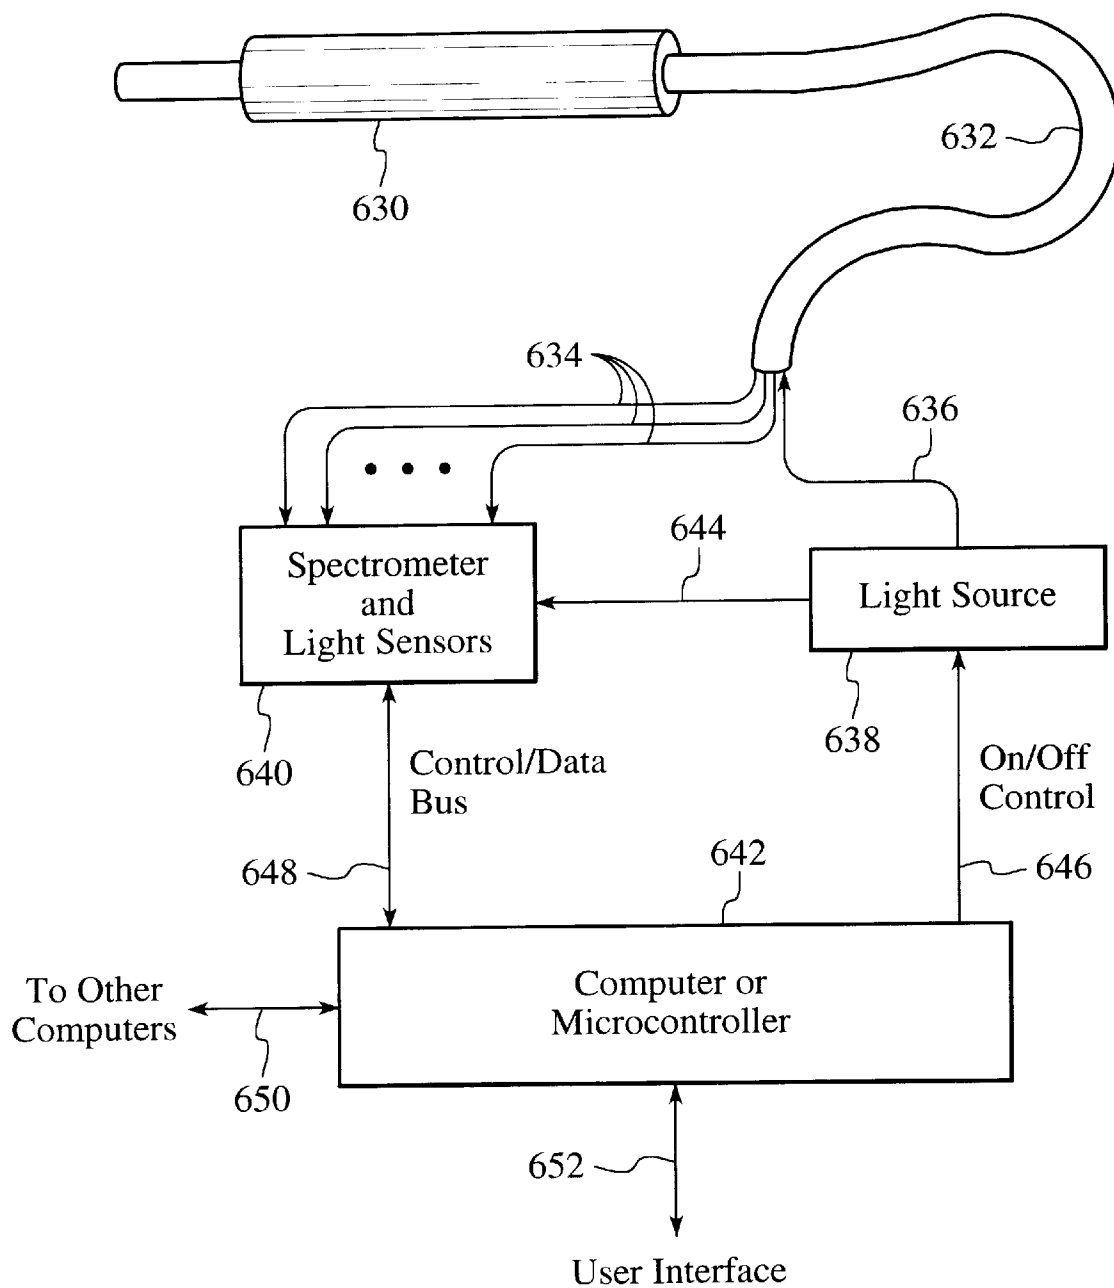 632
630
634
636
644
Spectrometer
and
Light Sensors
Light Source
640
638
Control/Data
Bus
On/Off
Control
648
642
646
To Other
Computers
Computer or
Microcontroller
650
652
User Interface